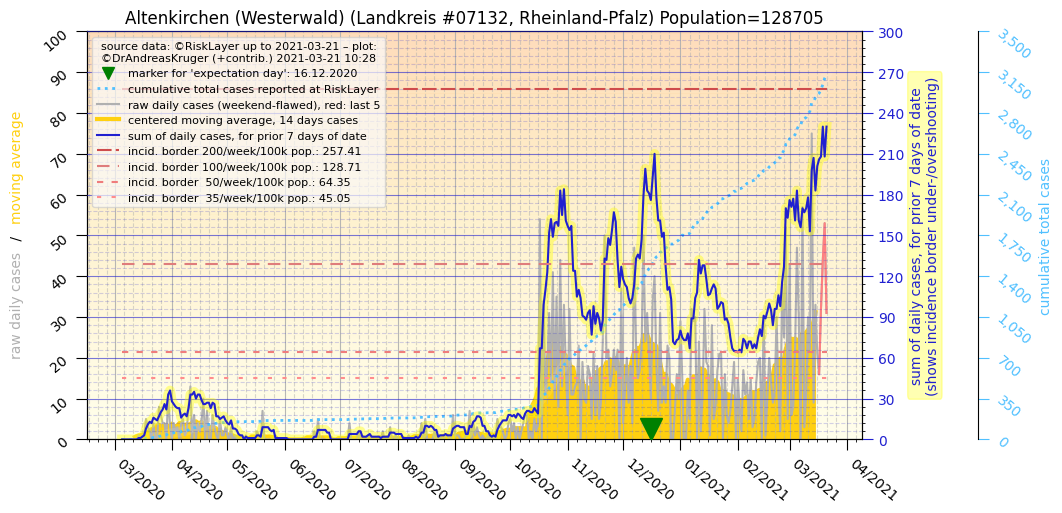 Altenkirchen (Westerwald) (Landkreis #07132, Rheinland-Pfalz) Population=128705
source data: ©RiskLayer up to 2021-03-21 – plot:
©DrAndreasKruger (+contrib.) 2021-03-21 10:28
marker for 'expectation day': 16.12.2020
cumulative total cases reported at RiskLayer
raw daily cases (weekend-flawed), red: last 5
centered moving average, 14 days cases
sum of daily cases, for prior 7 days of date
incid. border 200/week/100k pop.: 257.41
incid. border 100/week/100k pop.: 128.71
incid. border  50/week/100k pop.: 64.35
incid. border  35/week/100k pop.: 45.05
raw daily cases / moving average
100
90
80
70
60
50
40
30
20
10
0
03/2020
04/2020
05/2020
06/2020
07/2020
08/2020
09/2020
10/2020
11/2020
12/2020
01/2021
02/2021
03/2021
04/2021
300
270
240
210
180
150
120
90
60
30
0
sum of daily cases, for prior 7 days of date
(shows incidence border under-/overshooting)
3,500
3,150
2,800
2,450
2,100
1,750
1,400
1,050
700
350
0
cumulative total cases